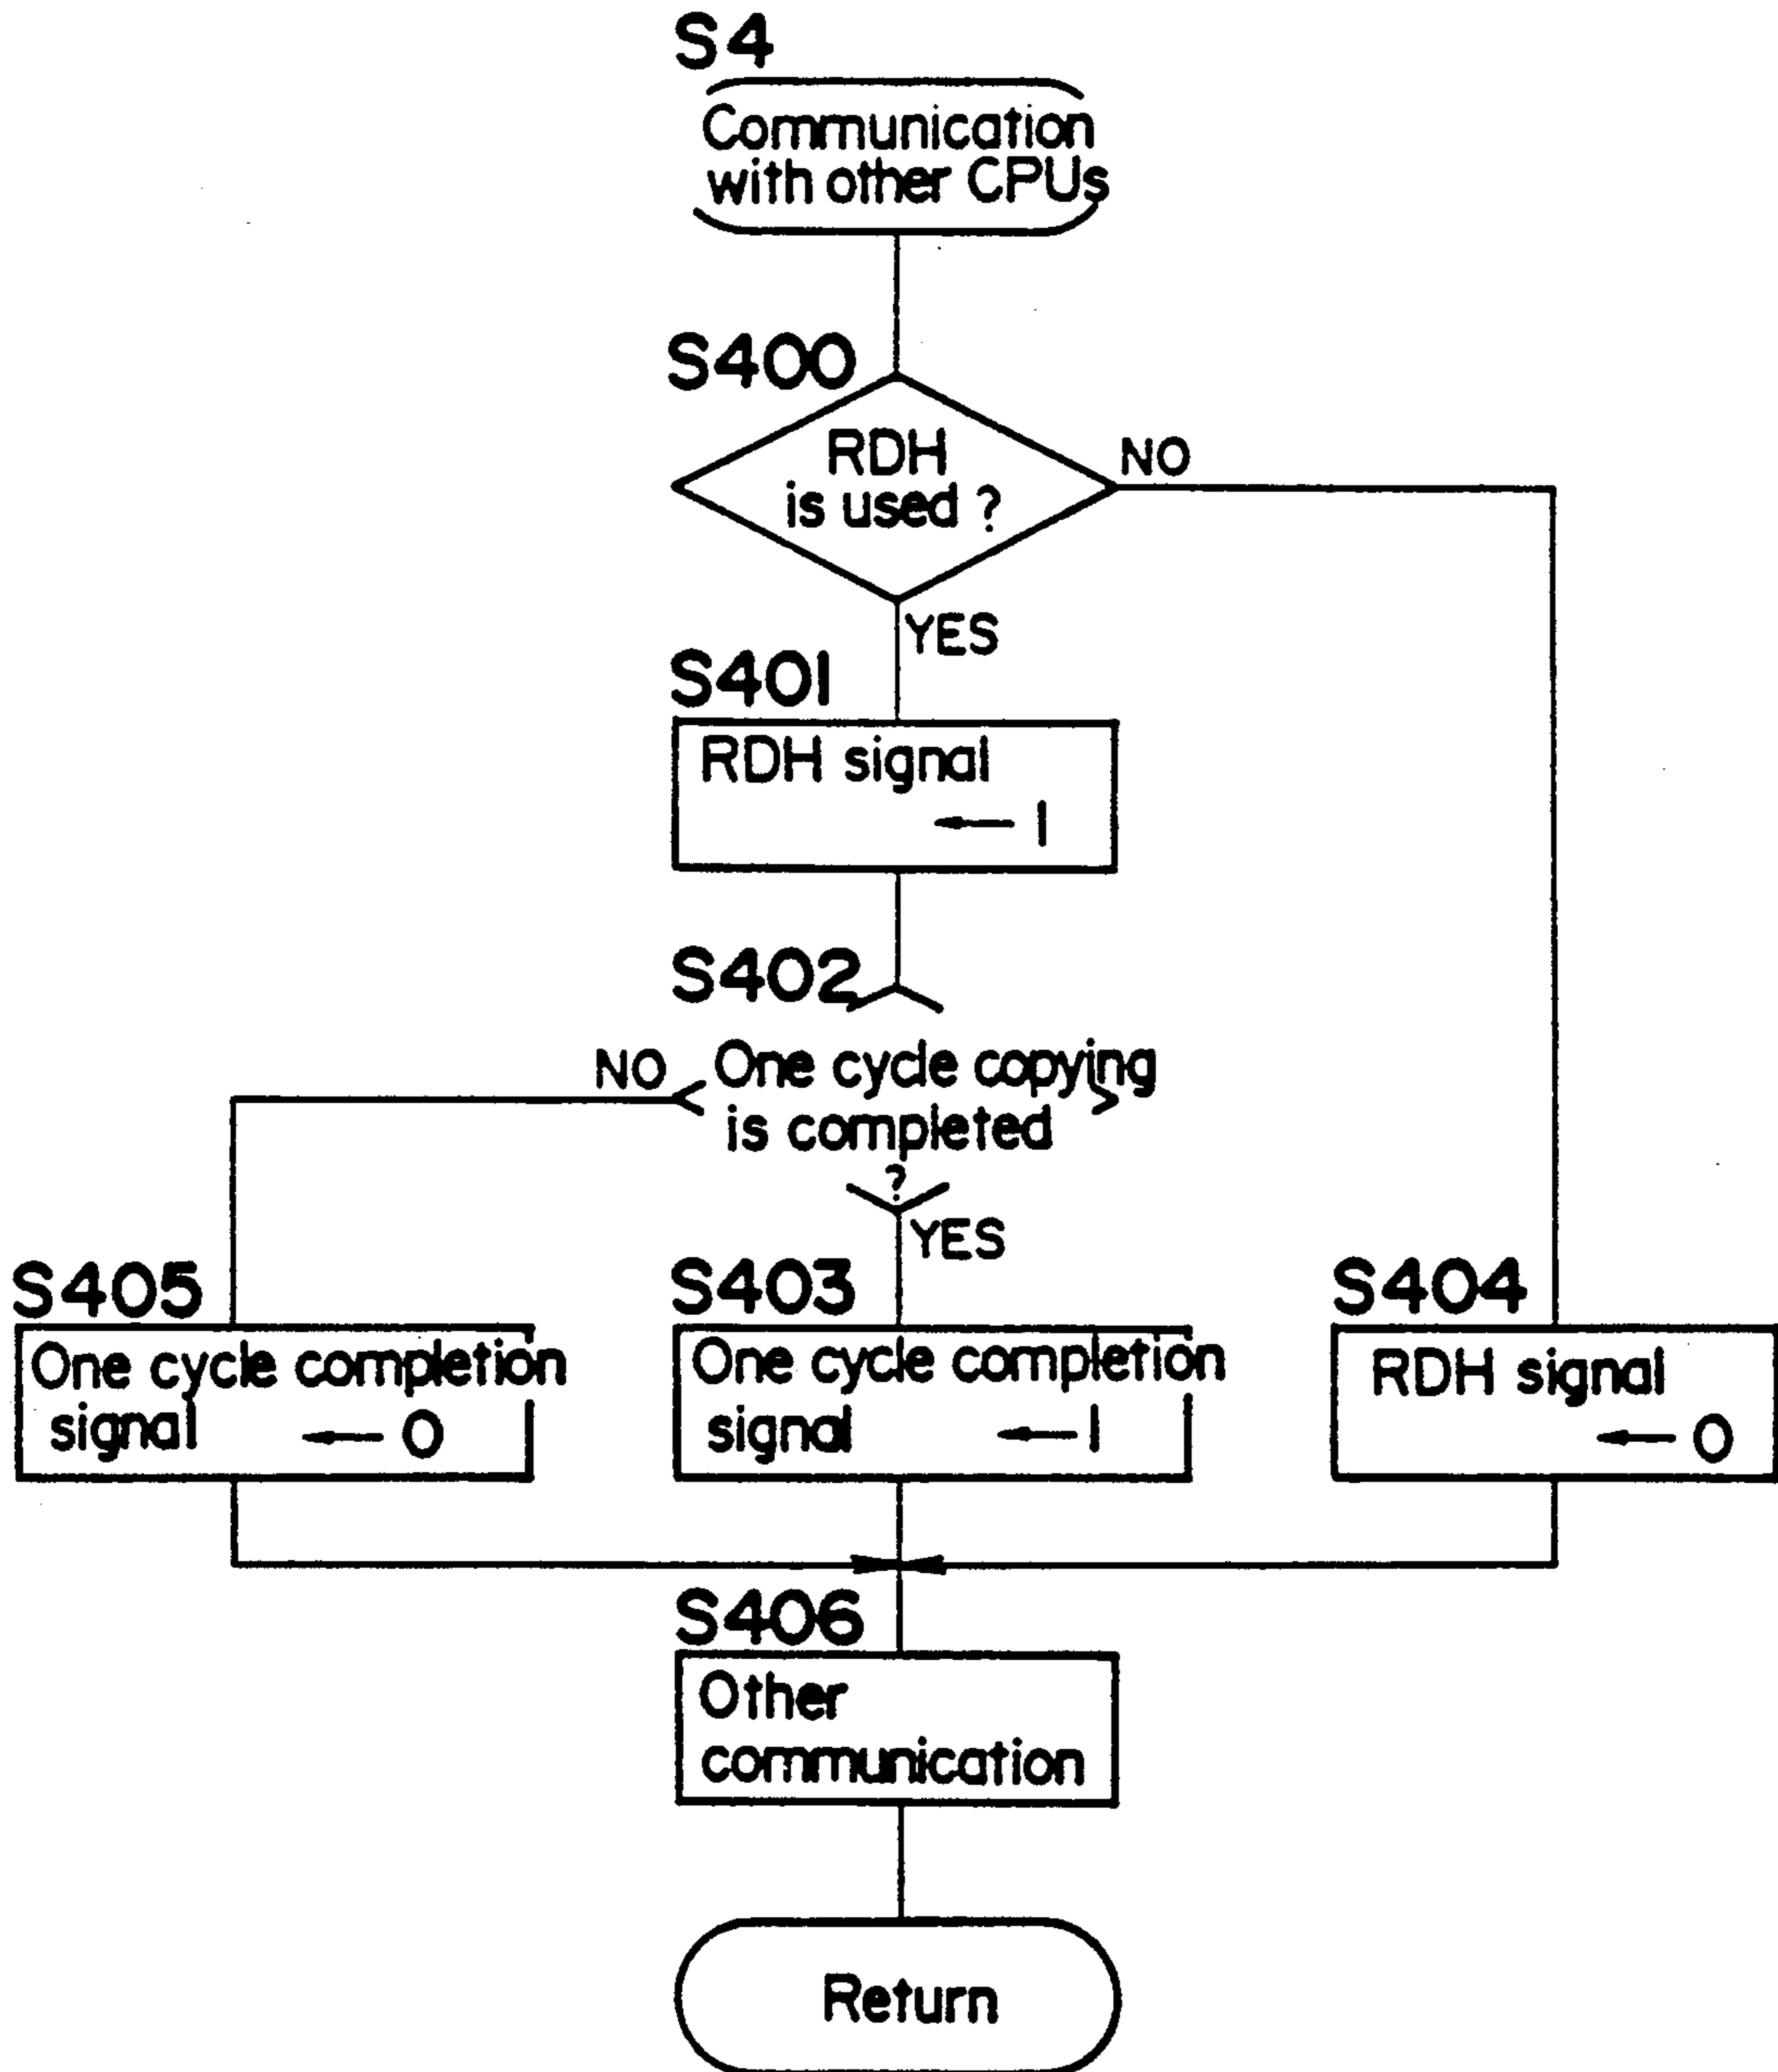 S4
Communication
with other CPUs
S400
RDH
is used ?
NO
YES
S401
RDH signal
← 1
S402
NO
One cycle copying
is completed
?
YES
S405
One cycle completion
signal ← 0
S403
One cycle completion
signal ← 1
S404
RDH signal
← 0
S406
Other
communication
Return